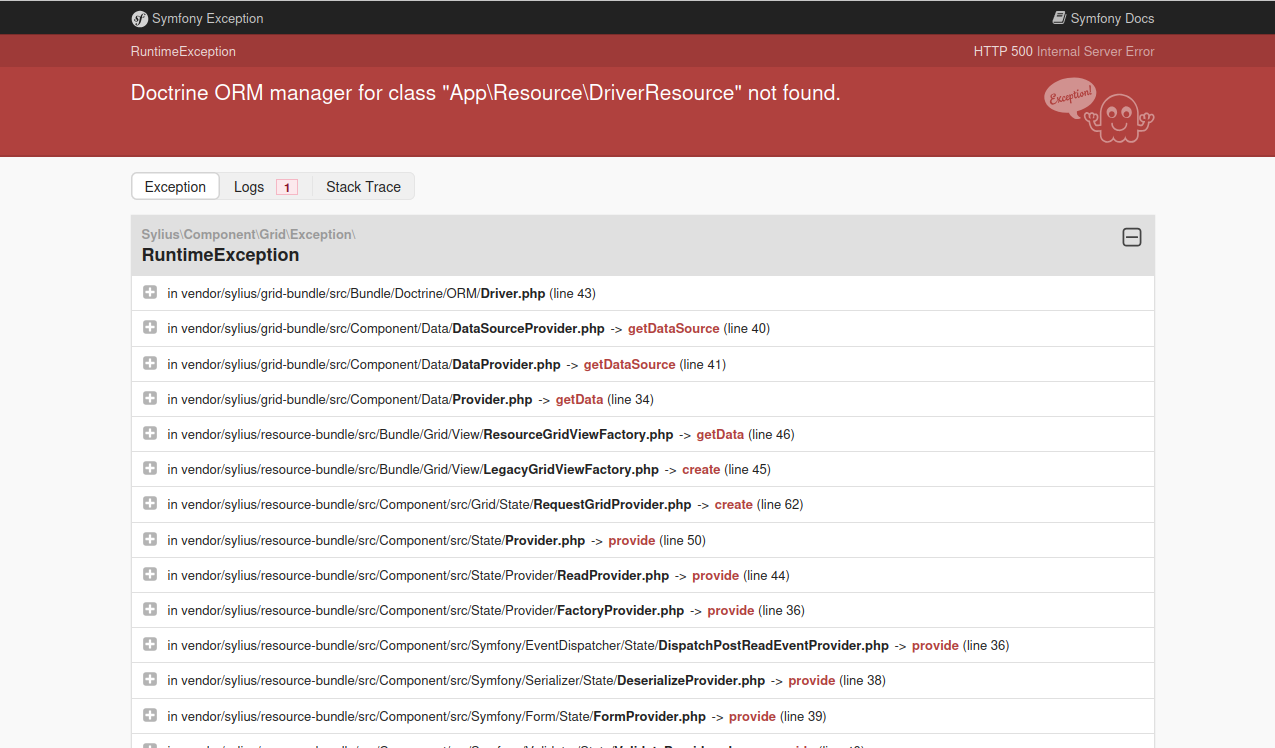 Symfony Exception
Symfony Docs
RuntimeException
HTTP 500 Internal Server Error
Doctrine ORM manager for class "App\Resource\DriverResource" not found.
Exception!
Exception Logs 1 Stack Trace
Sylius\Component\Grid\Exception\
RuntimeException
in vendor/sylius/grid-bundle/src/Bundle/Doctrine/ORM/Driver.php (line 43)
in vendor/sylius/grid-bundle/src/Component/Data/DataSourceProvider.php -> getDataSource (line 40)
in vendor/sylius/grid-bundle/src/Component/Data/DataProvider.php -> getDataSource (line 41)
in vendor/sylius/grid-bundle/src/Component/Data/Provider.php -> getData (line 34)
in vendor/sylius/resource-bundle/src/Bundle/Grid/View/ResourceGridViewFactory.php -> getData (line 46)
in vendor/sylius/resource-bundle/src/Bundle/Grid/View/LegacyGridViewFactory.php -> create (line 45)
in vendor/sylius/resource-bundle/src/Component/src/Grid/State/RequestGridProvider.php -> create (line 62)
in vendor/sylius/resource-bundle/src/Component/src/State/Provider.php -> provide (line 50)
in vendor/sylius/resource-bundle/src/Component/src/State/Provider/ReadProvider.php -> provide (line 44)
in vendor/sylius/resource-bundle/src/Component/src/State/Provider/FactoryProvider.php -> provide (line 36)
in vendor/sylius/resource-bundle/src/Component/src/Symfony/EventDispatcher/State/DispatchPostReadEventProvider.php -> provide (line 36)
in vendor/sylius/resource-bundle/src/Component/src/Symfony/Serializer/State/DeserializeProvider.php -> provide (line 38)
in vendor/sylius/resource-bundle/src/Component/src/Symfony/Form/State/FormProvider.php -> provide (line 39)